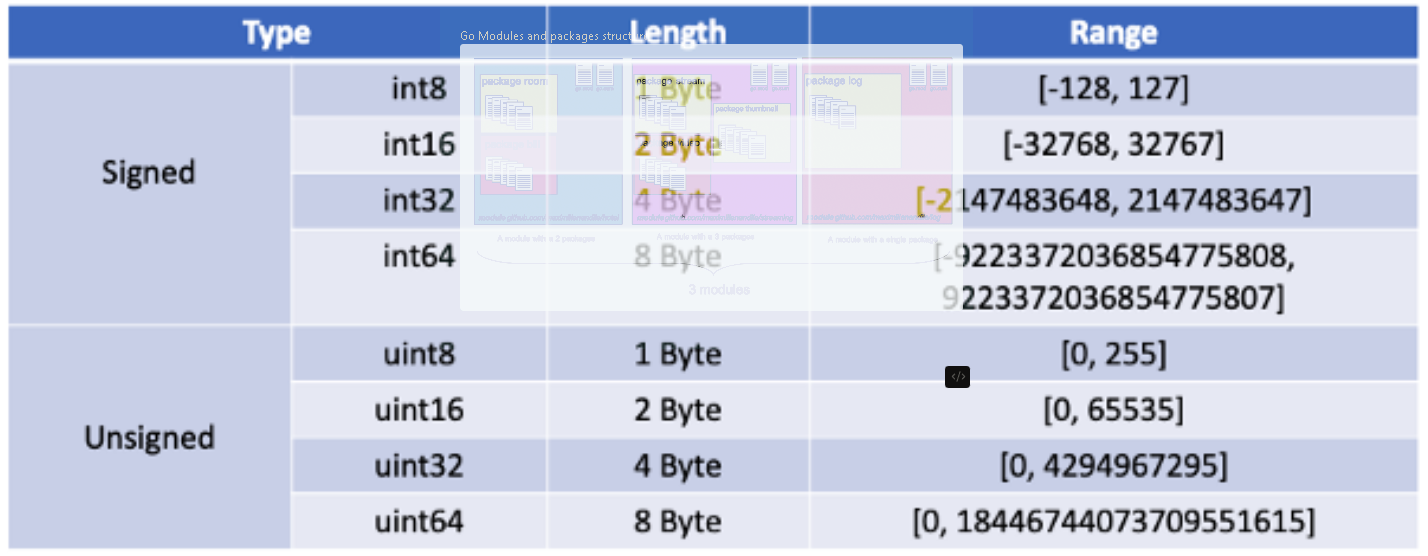 Type Length Range
Go Modules and packages structure
Signed
int8 1 Byte [-128, 127]
int16 2 Byte [-32768, 32767]
int32 4 Byte [-2147483648, 2147483647]
int64 8 Byte [-9223372036854775808,
9223372036854775807]
package room
package stream
package log
package thumbnail
A module with a 2 packages
A module with a 3 packages
A module with a single package
3 modules
Unsigned
uint8 1 Byte [0, 255]
</>
uint16 2 Byte [0, 65535]
uint32 4 Byte [0, 4294967295]
uint64 8 Byte [0, 18446744073709551615]